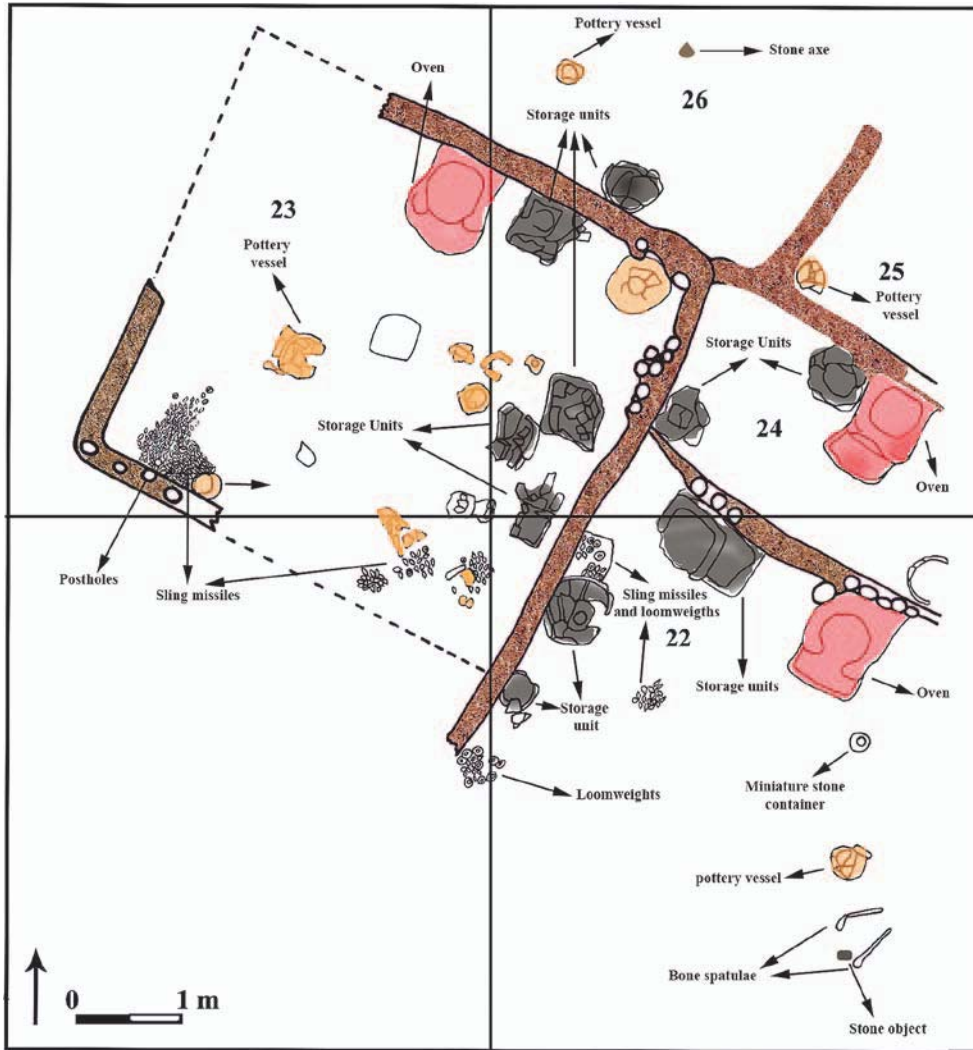 Pottery vessel
Stone axe
Oven
26
Storage units
23
Pottery
vessel
25
Pottery
vessel
Storage Units
Storage Units
24
Oven
Postholes
Sling missiles
Sling missiles
and loomweigths
22
Storage units
Oven
Storage
unit
Loomweights
Miniature stone
container
pottery vessel
Bone spatulae
Stone object
0 1 m